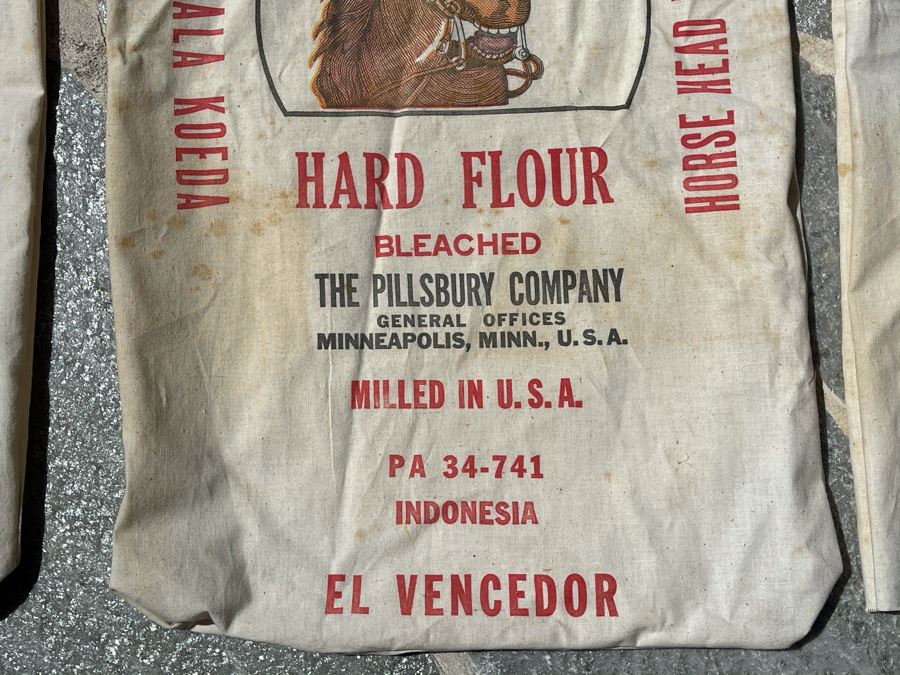 ALA KOEDA
HORSE HEAD
HARD FLOUR
BLEACHED
THE PILLSBURY COMPANY
GENERAL OFFICES
MINNEAPOLIS, MINN., U.S.A.
MILLED IN U.S.A.
PA 34-741
INDONESIA
EL VENCEDOR